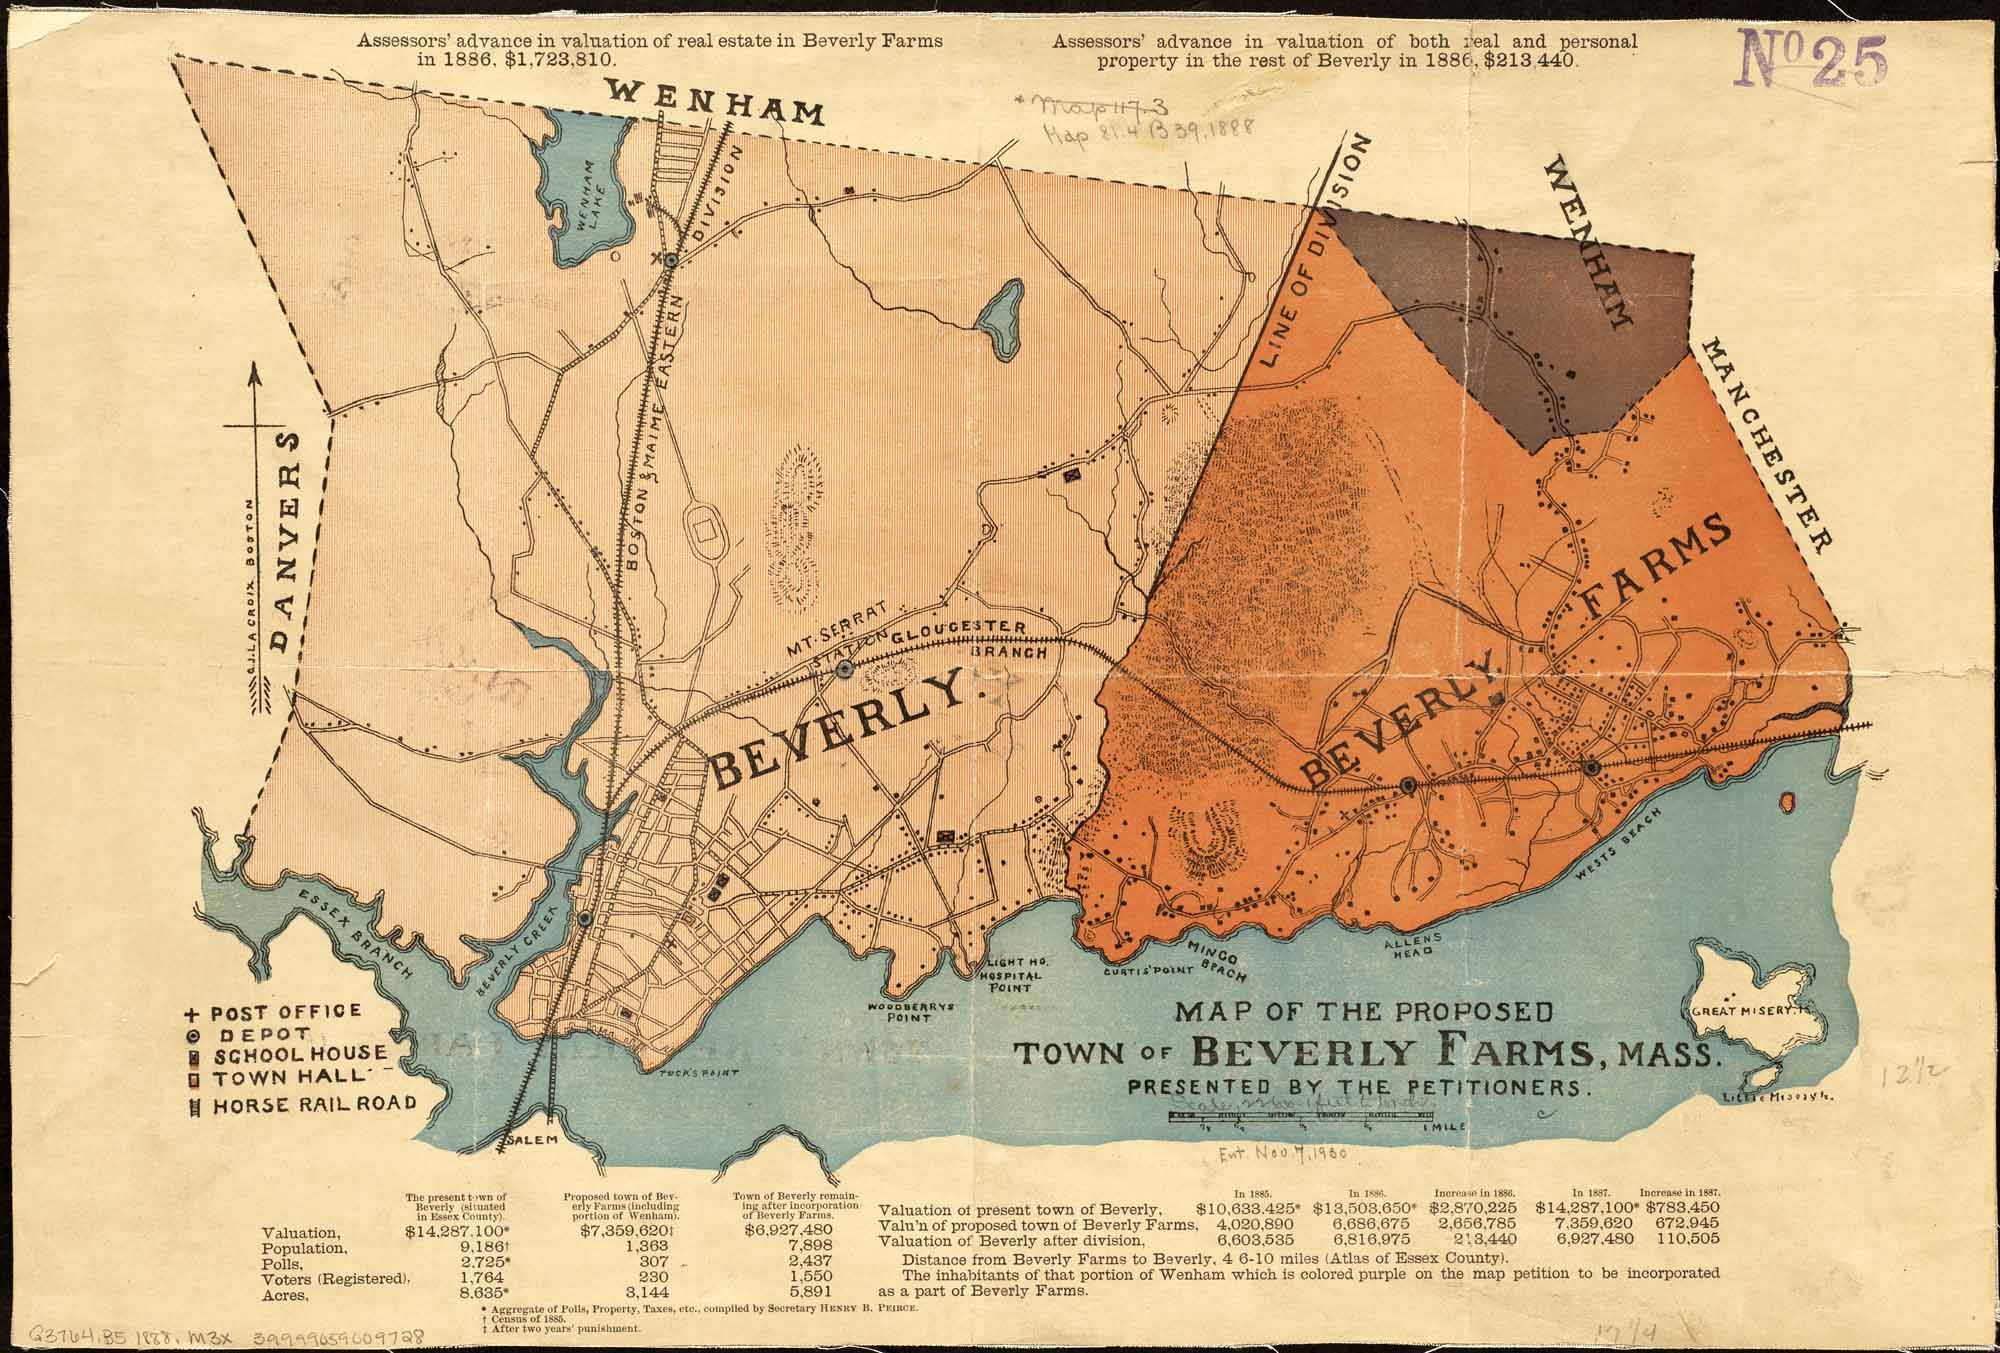 Assessors' advance in valuation of real estate in Beverly Farms
in 1886, $1,723,810.
Assessors' advance in valuation of both real and personal
property in the rest of Beverly in 1886, $213,440.
No 25
Map 117.3
Map 81.4 B39.1888
WENHAM
WENHAM LAKE
DIVISION
LINE OF DIVISION
WENHAM
MANCHESTER
DANVERS
G.J. LA CROIX BOSTON
BOSTON & MAIME EASTERN
MT. SERRAT
STATION
GLOUCESTER
BRANCH
BEVERLY.
BEVERLY FARMS
ESSEX BRANCH
BEVERLY CREEK
WESTS BEACH
LIGHT HO.
HOSPITAL
POINT
WOODBERRYS
POINT
CURTIS' POINT
MINGO
BEACH
ALLENS
HEAD
TUCK'S POINT
GREAT MISERY. IS
LITTLE MISERY Is.
SALEM
POST OFFICE
DEPOT
SCHOOL HOUSE
TOWN HALL
HORSE RAIL ROAD
MAP OF THE PROPOSED
TOWN OF BEVERLY FARMS, MASS.
PRESENTED BY THE PETITIONERS.
1 MILE
Ent. Nov. 7, 1930
12 1/2
The present town of Beverly (situated in Essex County).
Proposed town of Beverly Farms (including portion of Wenham).
Town of Beverly remaining after incorporation of Beverly Farms.
Valuation, $14,287.100* $7,359,620‡ $6,927,480
Population, 9,186† 1,363 7,898
Polls, 2,725* 307 2,437
Voters (Registered), 1,764 230 1,550
Acres, 8,635* 3,144 5,891
* Aggregate of Polls, Property, Taxes, etc., compiled by Secretary HENRY B. PEIRCE.
† Census of 1885.
‡ After two years' punishment.
In 1885. In 1886. Increase in 1886. In 1887. Increase in 1887.
Valuation of present town of Beverly, $10,633.425* $13,503,650* $2,870,225 $14,287,100* $783,450
Valu'n of proposed town of Beverly Farms, 4,020,890 6,686,675 2,656,785 7,359,620 672.945
Valuation of Beverly after division, 6,603,535 6,816,975 213,440 6,927,480 110,505
Distance from Beverly Farms to Beverly, 4 6-10 miles (Atlas of Essex County).
The inhabitants of that portion of Wenham which is colored purple on the map petition to be incorporated
as a part of Beverly Farms.
G3764.B5 1888. M3x 39999059009728
17 1/4